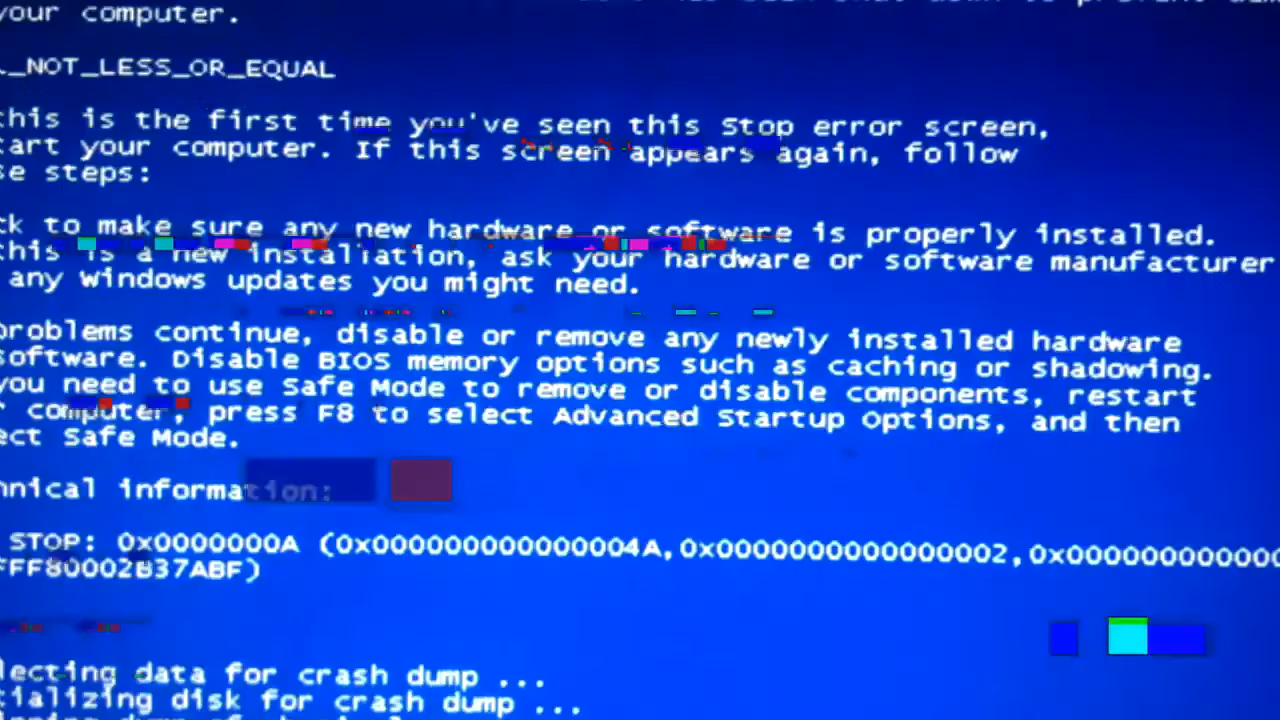 your computer.
_NOT_LESS_OR_EQUAL
this is the first time you've seen this Stop error screen,
tart your computer. If this screen appears again, follow
se steps:
ck to make sure any new hardware or software is properly installed.
this is a new installation, ask your hardware or software manufacturer
any windows updates you might need.
problems continue, disable or remove any newly installed hardware
software. Disable BIOS memory options such as caching or shadowing.
you need to use Safe Mode to remove or disable components, restart
computer, press F8 to select Advanced Startup Options, and then
ect Safe Mode.
hnical information:
STOP: 0x0000000A (0x000000000000004A,0x0000000000000002,0x000000000000
FFF80002B37ABF)
lecting data for crash dump ...
tializing disk for crash dump ...